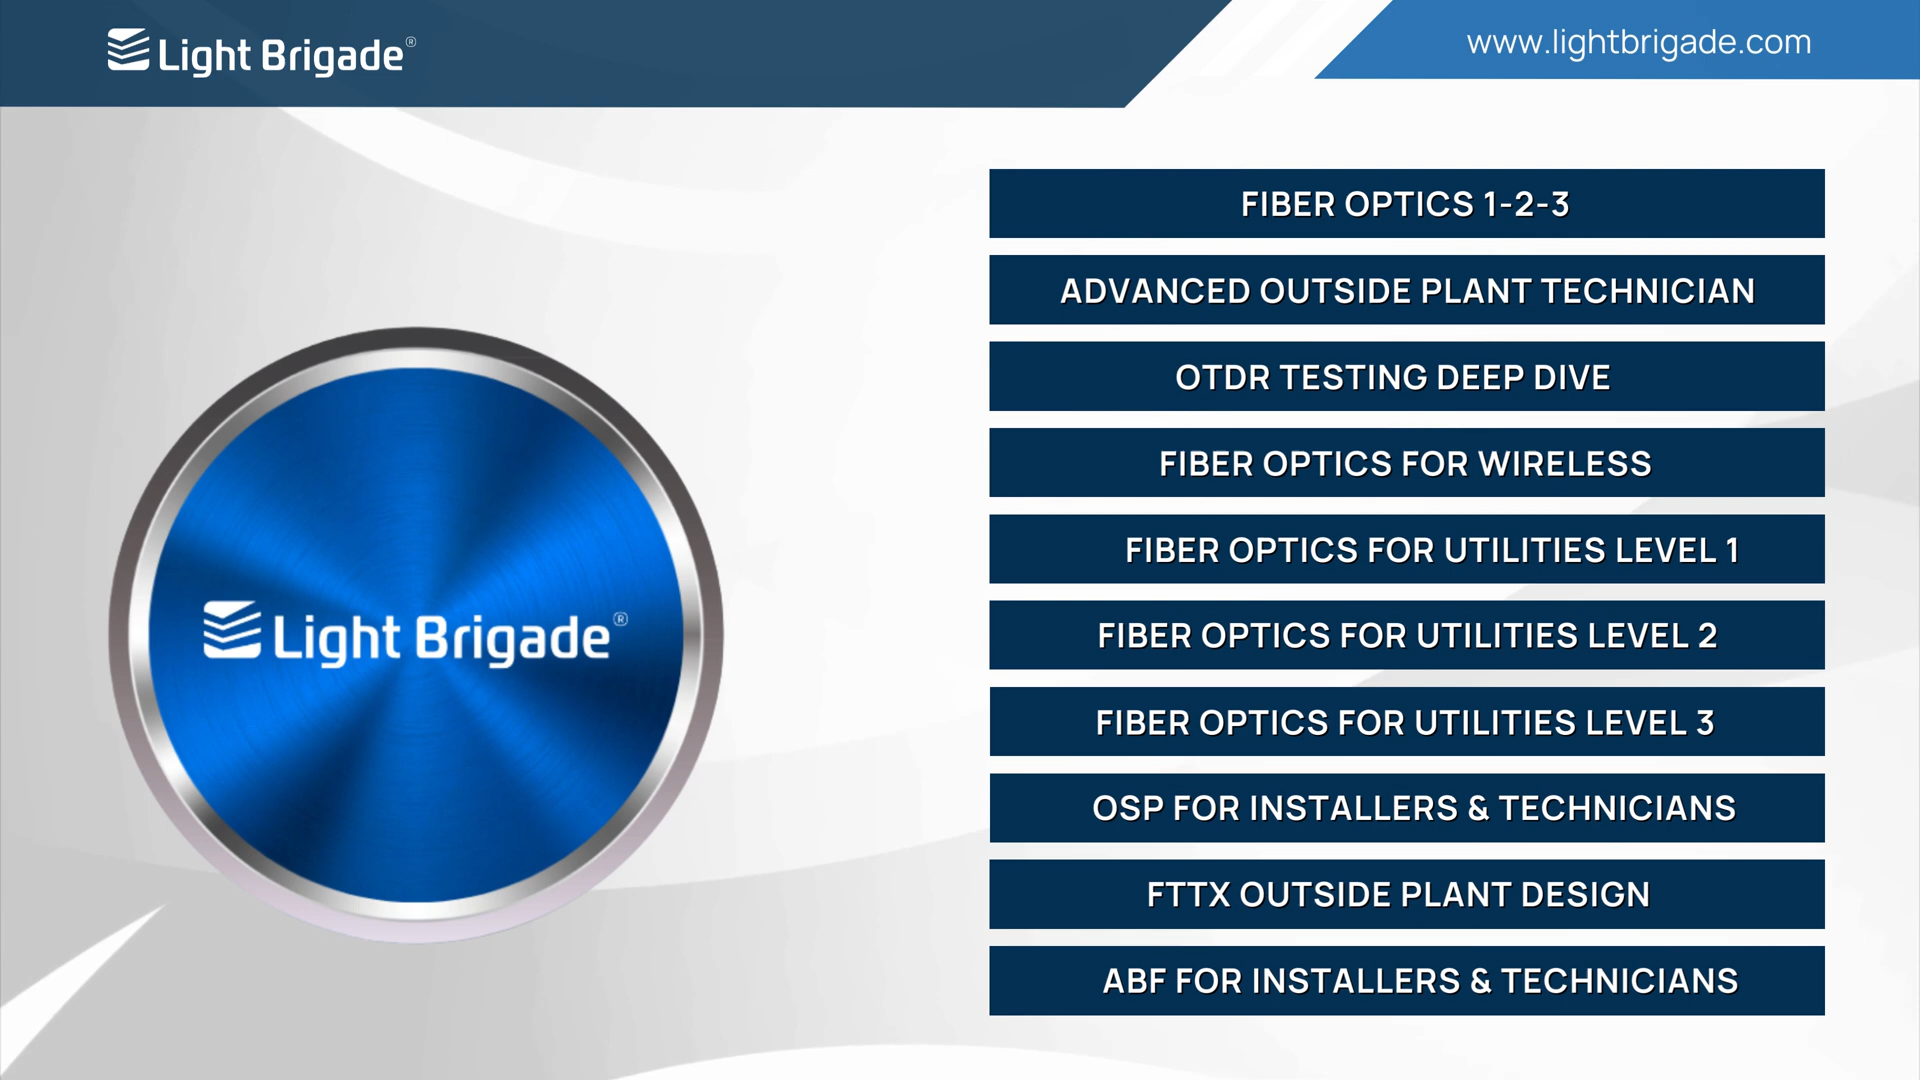 Light Brigade®
www.lightbrigade.com
FIBER OPTICS 1-2-3
ADVANCED OUTSIDE PLANT TECHNICIAN
OTDR TESTING DEEP DIVE
FIBER OPTICS FOR WIRELESS
FIBER OPTICS FOR UTILITIES LEVEL 1
FIBER OPTICS FOR UTILITIES LEVEL 2
FIBER OPTICS FOR UTILITIES LEVEL 3
OSP FOR INSTALLERS & TECHNICIANS
FTTX OUTSIDE PLANT DESIGN
ABF FOR INSTALLERS & TECHNICIANS
Light Brigade®